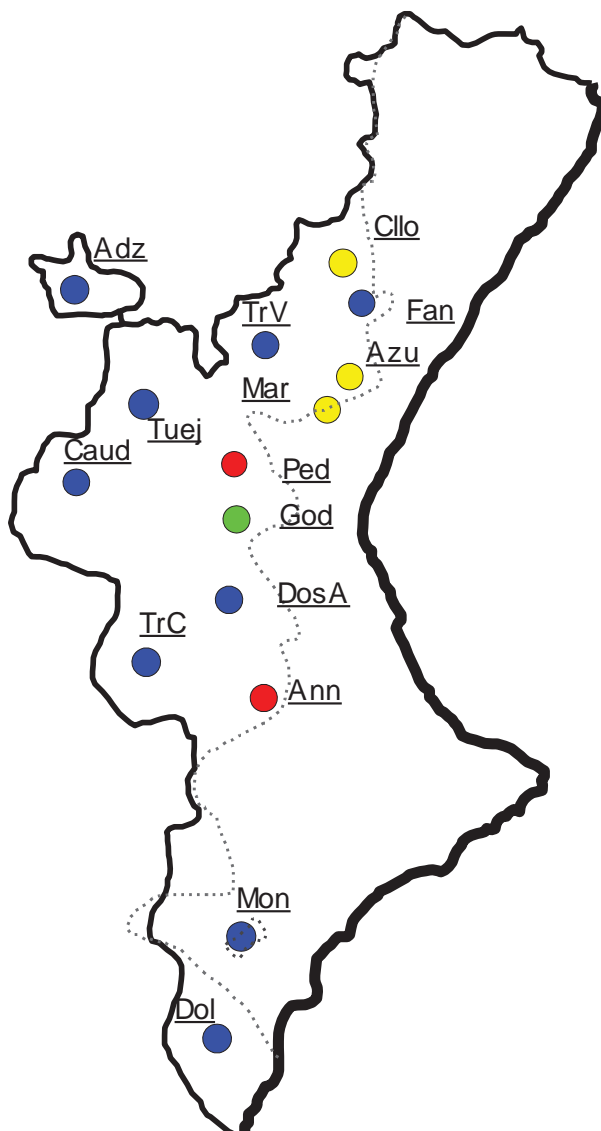 Cllo
Adz
Fan
TrV
Azu
Mar
Tuej
Caud
Ped
God
DosA
TrC
Ann
Mon
Dol